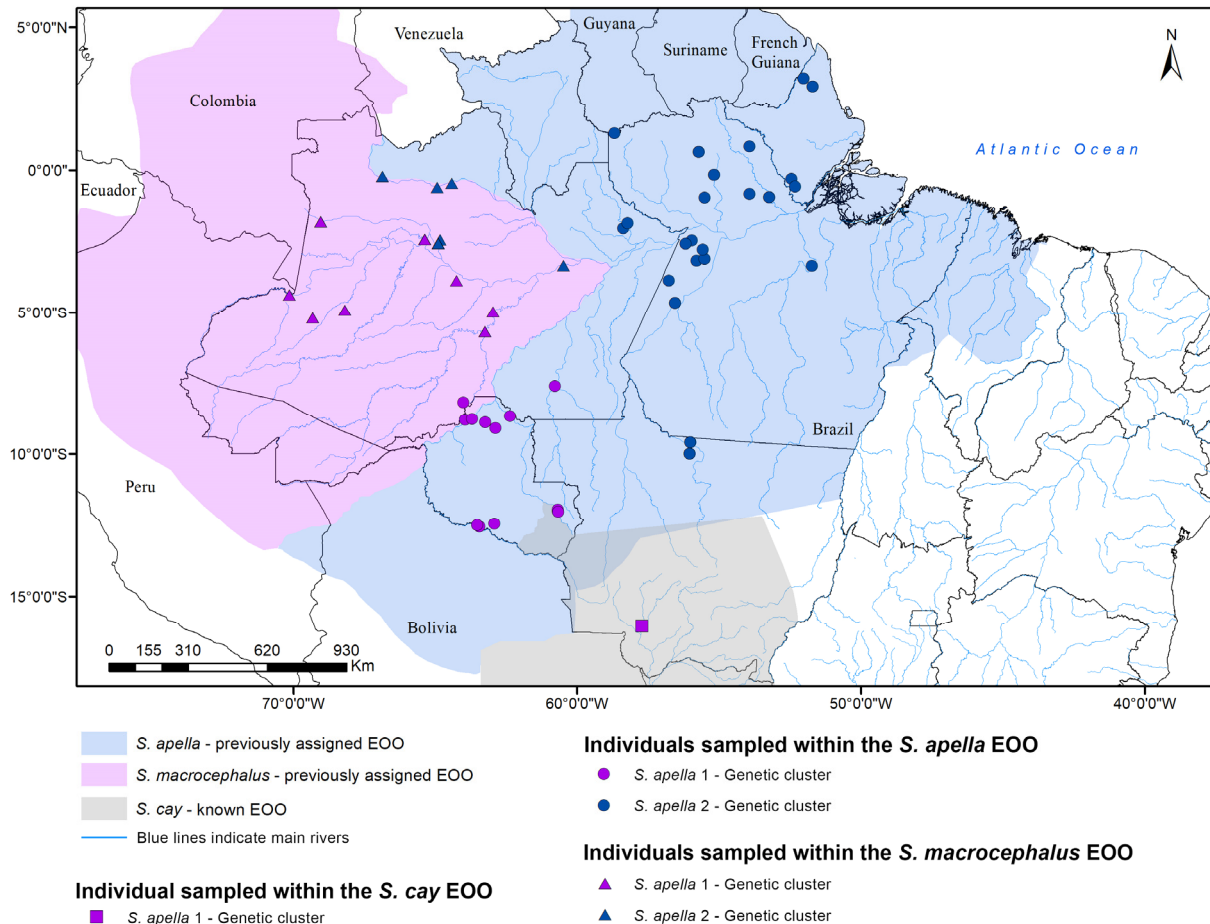 5°0'0"N
0°0'0"
5°0'0"S
10°0'0"S
15°0'0"S
Venezuela
Guyana
Suriname
French
Guiana
N
Colombia
Atlantic Ocean
Ecuador
Brazil
Peru
Bolivia
0 155 310 620 930
Km
70°0'0"W 60°0'0"W 50°0'0"W 40°0'0"W
S. apella - previously assigned EOO
S. macrocephalus - previously assigned EOO
S. cay - known EOO
Blue lines indicate main rivers
Individual sampled within the S. cay EOO
S. apella 1 - Genetic cluster
Individuals sampled within the S. apella EOO
S. apella 1 - Genetic cluster
S. apella 2 - Genetic cluster
Individuals sampled within the S. macrocephalus EOO
S. apella 1 - Genetic cluster
S. apella 2 - Genetic cluster